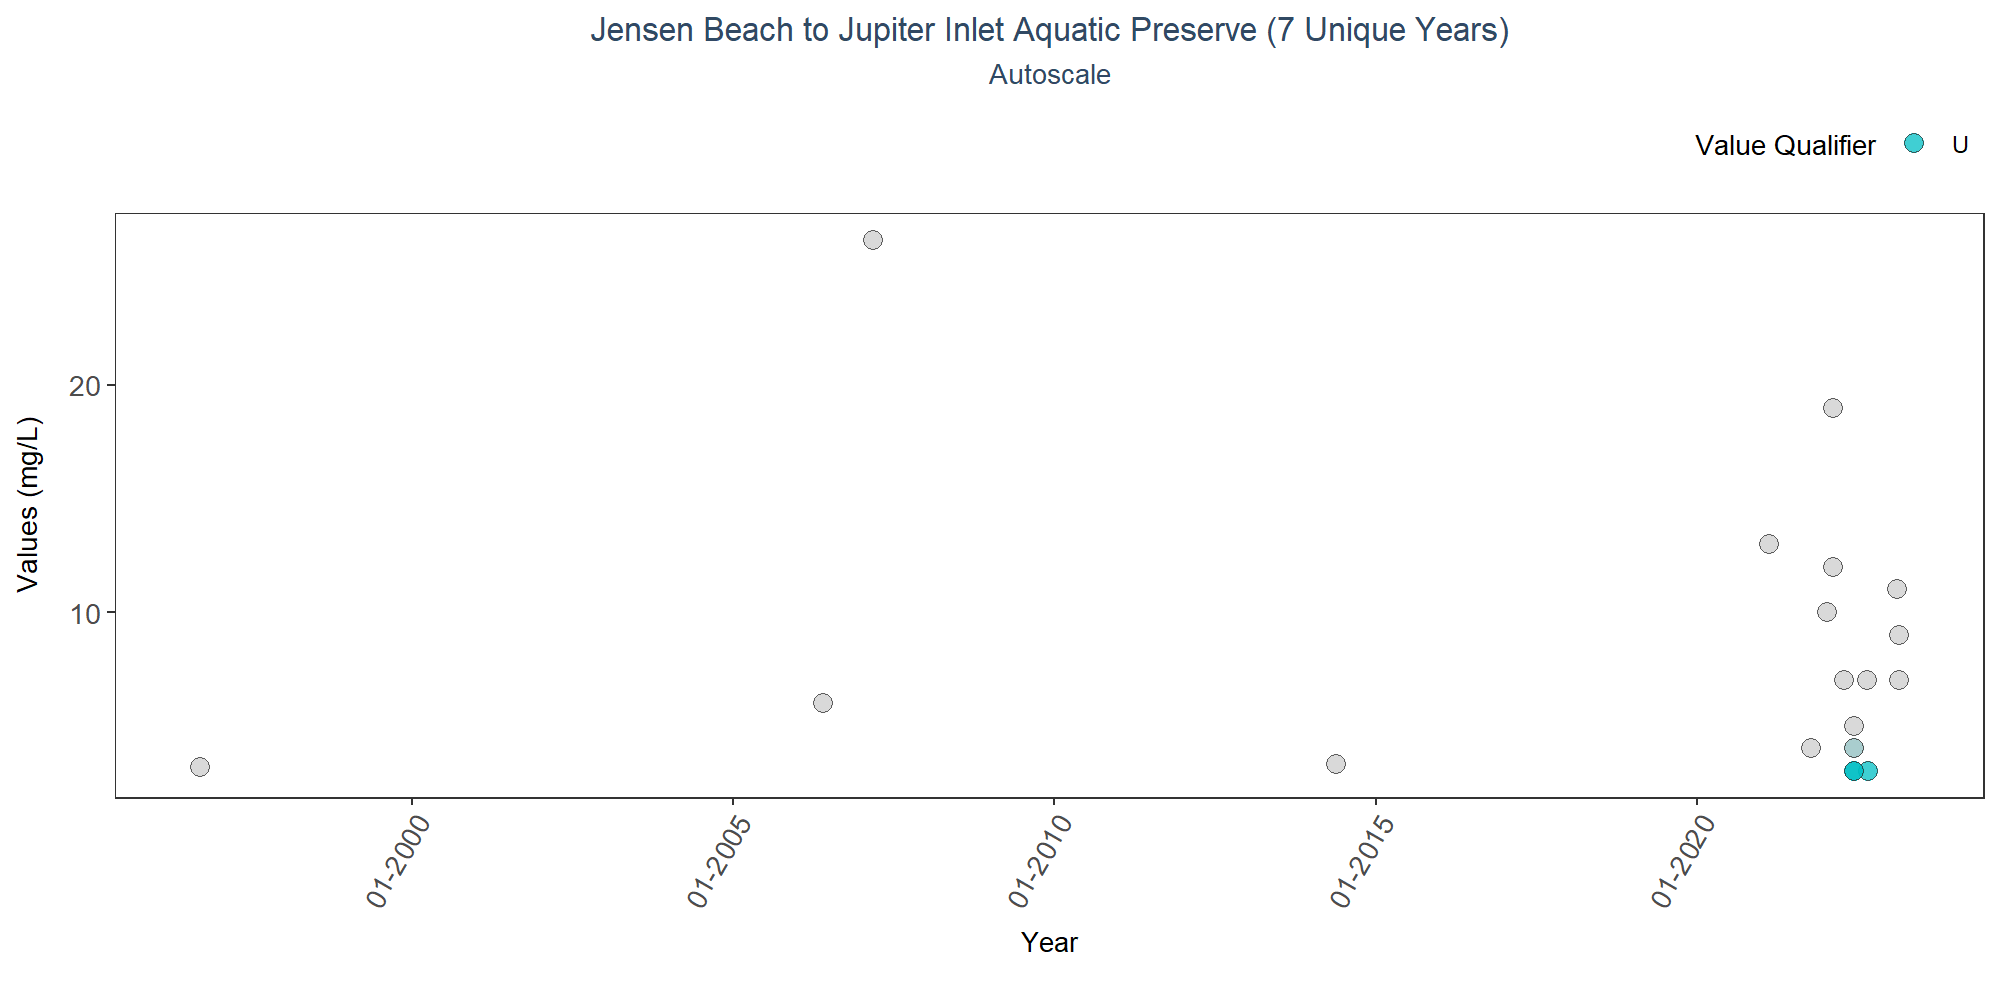 Jensen Beach to Jupiter Inlet Aquatic Preserve (7 Unique Years)
Autoscale
Value Qualifier U
Values (mg/L)
20
10
01-2000
01-2005
01-2010
01-2015
01-2020
Year